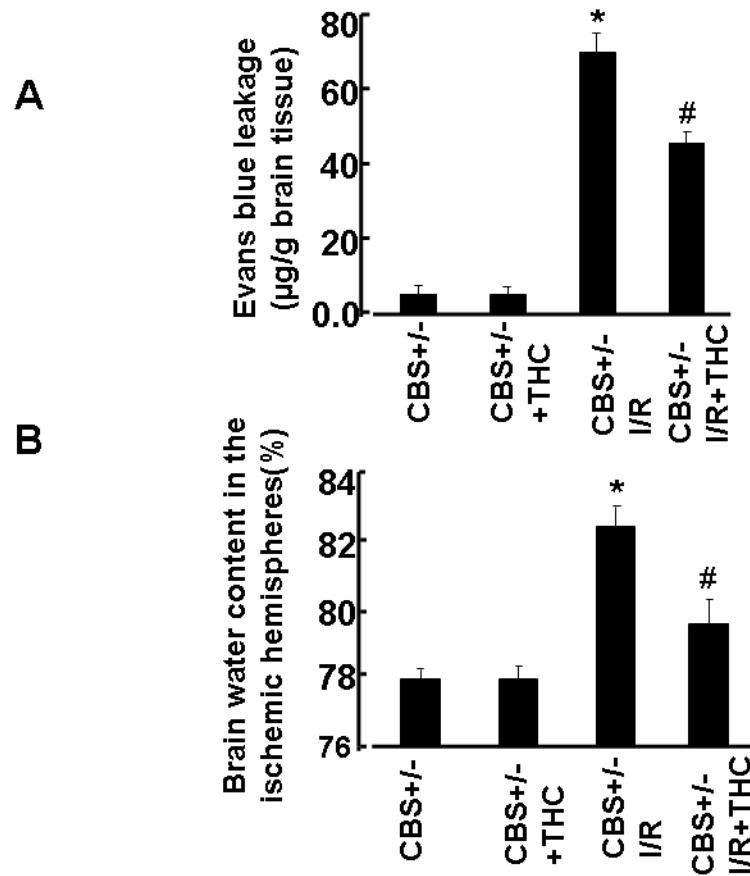 A
Evans blue leakage
(µg/g brain tissue)
80
60
40
20
0.0
*
#
CBS+/-
CBS+/-
+THC
CBS+/-
I/R
CBS+/-
I/R+THC
B
Brain water content in the
ischemic hemispheres(%)
84
82
80
78
76
*
#
CBS+/-
CBS+/-
+THC
CBS+/-
I/R
CBS+/-
I/R+THC